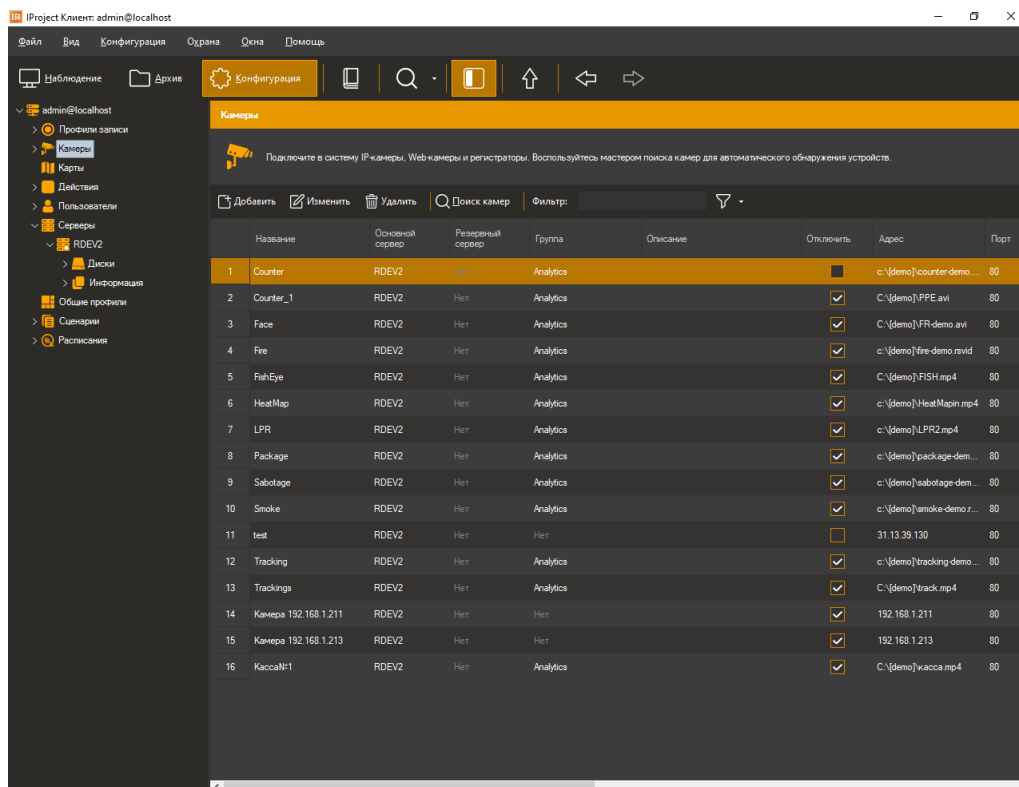 IProject Клиент: admin@localhost
Файл Вид Конфигурация Охрана Окна Помощь
Наблюдение Архив Конфигурация
admin@localhost
Профили записи
Камеры
Карты
Действия
Пользователи
Серверы
RDEV2
Диски
Информация
Общие профили
Сценарии
Расписания
Камеры
Подключите в систему IP-камеры, Web-камеры и регистраторы. Воспользуйтесь мастером поиска камер для автоматического обнаружения устройств.
Добавить Изменить Удалить Поиск камер Фильтр:
Название Основной сервер Резервный сервер Группа Описание Отключить Адрес Порт
1 Counter RDEV2 Нет Analytics c:\[demo]\counter-demo.... 80
2 Counter_1 RDEV2 Нет Analytics C:\[demo]\PPE.avi 80
3 Face RDEV2 Нет Analytics C:\[demo]\FR-demo.avi 80
4 Fire RDEV2 Нет Analytics c:\[demo]\fire-demo.rsvid 80
5 FishEye RDEV2 Нет Analytics C:\[demo]\FISH.mp4 80
6 HeatMap RDEV2 Нет Analytics c:\[demo]\HeatMapin.mp4 80
7 LPR RDEV2 Нет Analytics c:\[demo]\LPR2.mp4 80
8 Package RDEV2 Нет Analytics c:\[demo]\package-dem... 80
9 Sabotage RDEV2 Нет Analytics c:\[demo]\sabotage-dem... 80
10 Smoke RDEV2 Нет Analytics c:\[demo]\smoke-demo.r... 80
11 test RDEV2 Нет Нет 31.13.39.130 80
12 Tracking RDEV2 Нет Analytics c:\[demo]\tracking-demo... 80
13 Trackings RDEV2 Нет Analytics C:\[demo]\track.mp4 80
14 Камера 192.168.1.211 RDEV2 Нет Нет 192.168.1.211 80
15 Камера 192.168.1.213 RDEV2 Нет Нет 192.168.1.213 80
16 Касса№1 RDEV2 Нет Analytics C:\[demo]\касса.mp4 80